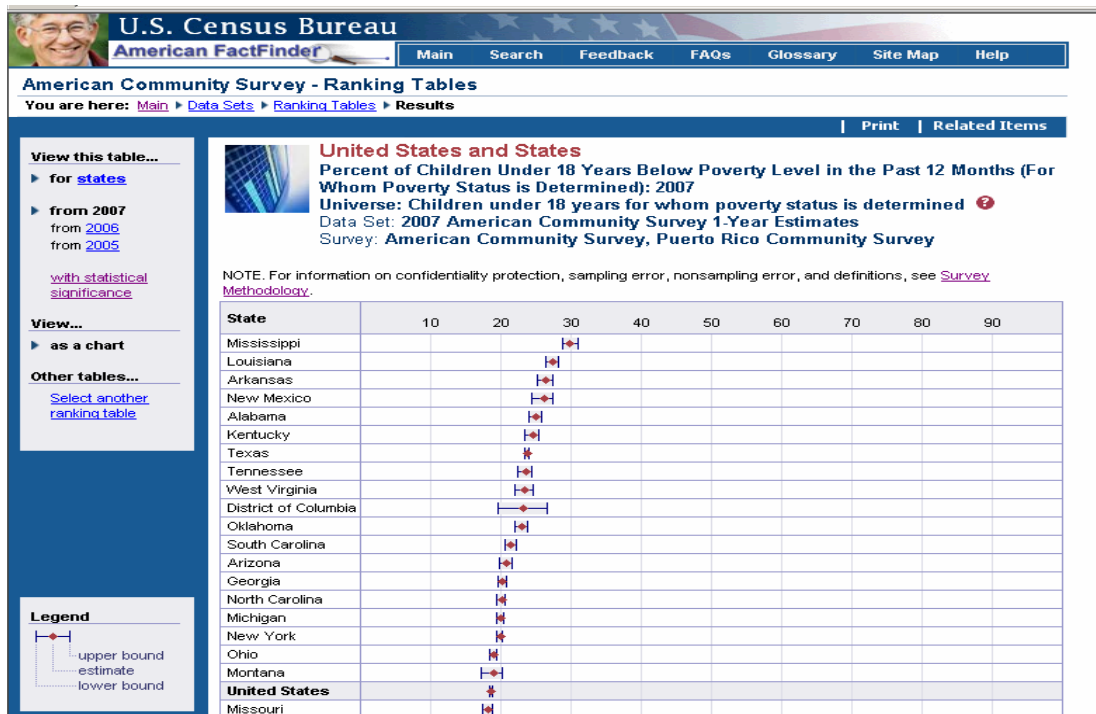 U.S. Census Bureau
American FactFinder
Main Search Feedback FAQs Glossary Site Map Help
American Community Survey - Ranking Tables
You are here: Main Data Sets Ranking Tables Results
| Print | Related Items
View this table...
for states
from 2007
from 2006
from 2005
with statistical
significance
View...
as a chart
Other tables...
Select another
ranking table
Legend
upper bound
estimate
lower bound
United States and States
Percent of Children Under 18 Years Below Poverty Level in the Past 12 Months (For
Whom Poverty Status is Determined): 2007
Universe: Children under 18 years for whom poverty status is determined ?
Data Set: 2007 American Community Survey 1-Year Estimates
Survey: American Community Survey, Puerto Rico Community Survey
NOTE. For information on confidentiality protection, sampling error, nonsampling error, and definitions, see Survey
Methodology.
State 10 20 30 40 50 60 70 80 90
Mississippi
Louisiana
Arkansas
New Mexico
Alabama
Kentucky
Texas
Tennessee
West Virginia
District of Columbia
Oklahoma
South Carolina
Arizona
Georgia
North Carolina
Michigan
New York
Ohio
Montana
United States
Missouri